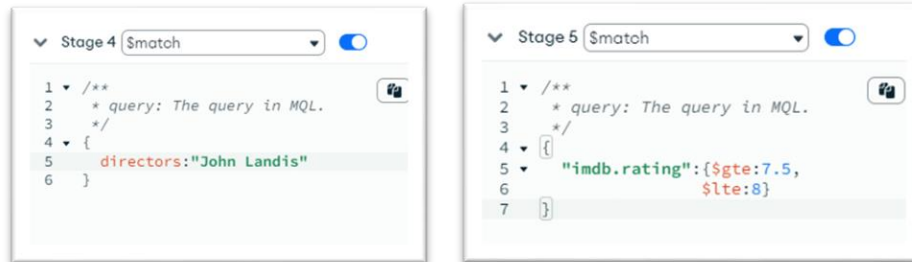 Stage 4 $match
1 /**
2 * query: The query in MQL.
3 */
4 {
5 directors:"John Landis"
6 }
Stage 5 $match
1 /**
2 * query: The query in MQL.
3 */
4 {
5 "imdb.rating":{$gte:7.5,
6 $lte:8}
7 }